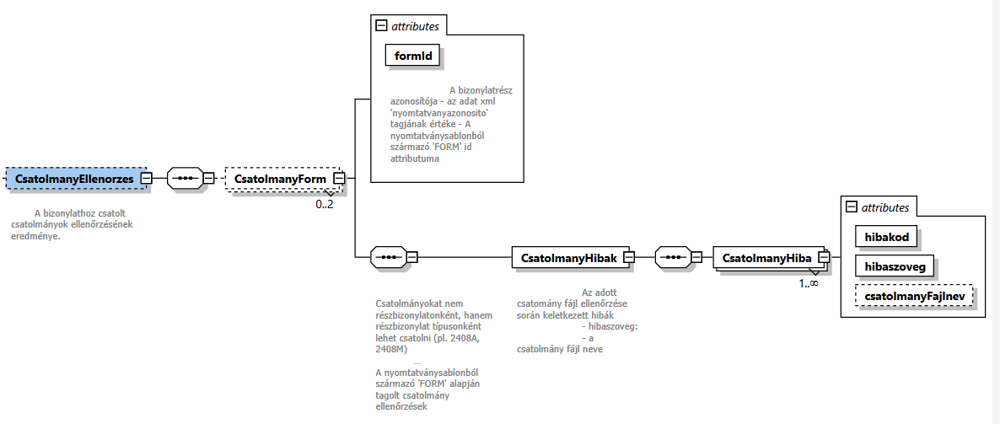 attributes
formId
A bizonylatrész
azonosítója - az adat xml
'nyomtatvanyazonosito'
tagjának értéke - A
nyomtatványsablonból
származó 'FORM' id
attributuma
CsatolmanyEllenorzes
A bizonylathoz csatolt
csatolmányok ellenőrzésének
eredménye.
CsatolmanyForm
0..2
Csatolmányokat nem
részbizonylatonként, hanem
részbizonylat típusonként
lehet csatolni (pl. 2408A,
2408M)
...
A nyomtatványsablonból
származó 'FORM' alapján
tagolt csatolmány
ellenőrzések
CsatolmanyHibak
Az adott
csatomány fájl ellenőrzése
során keletkezett hibák
- hibaszoveg:
- a
csatolmány fájl neve
CsatolmanyHiba
1..∞
attributes
hibakod
hibaszoveg
csatolmanyFajlnev